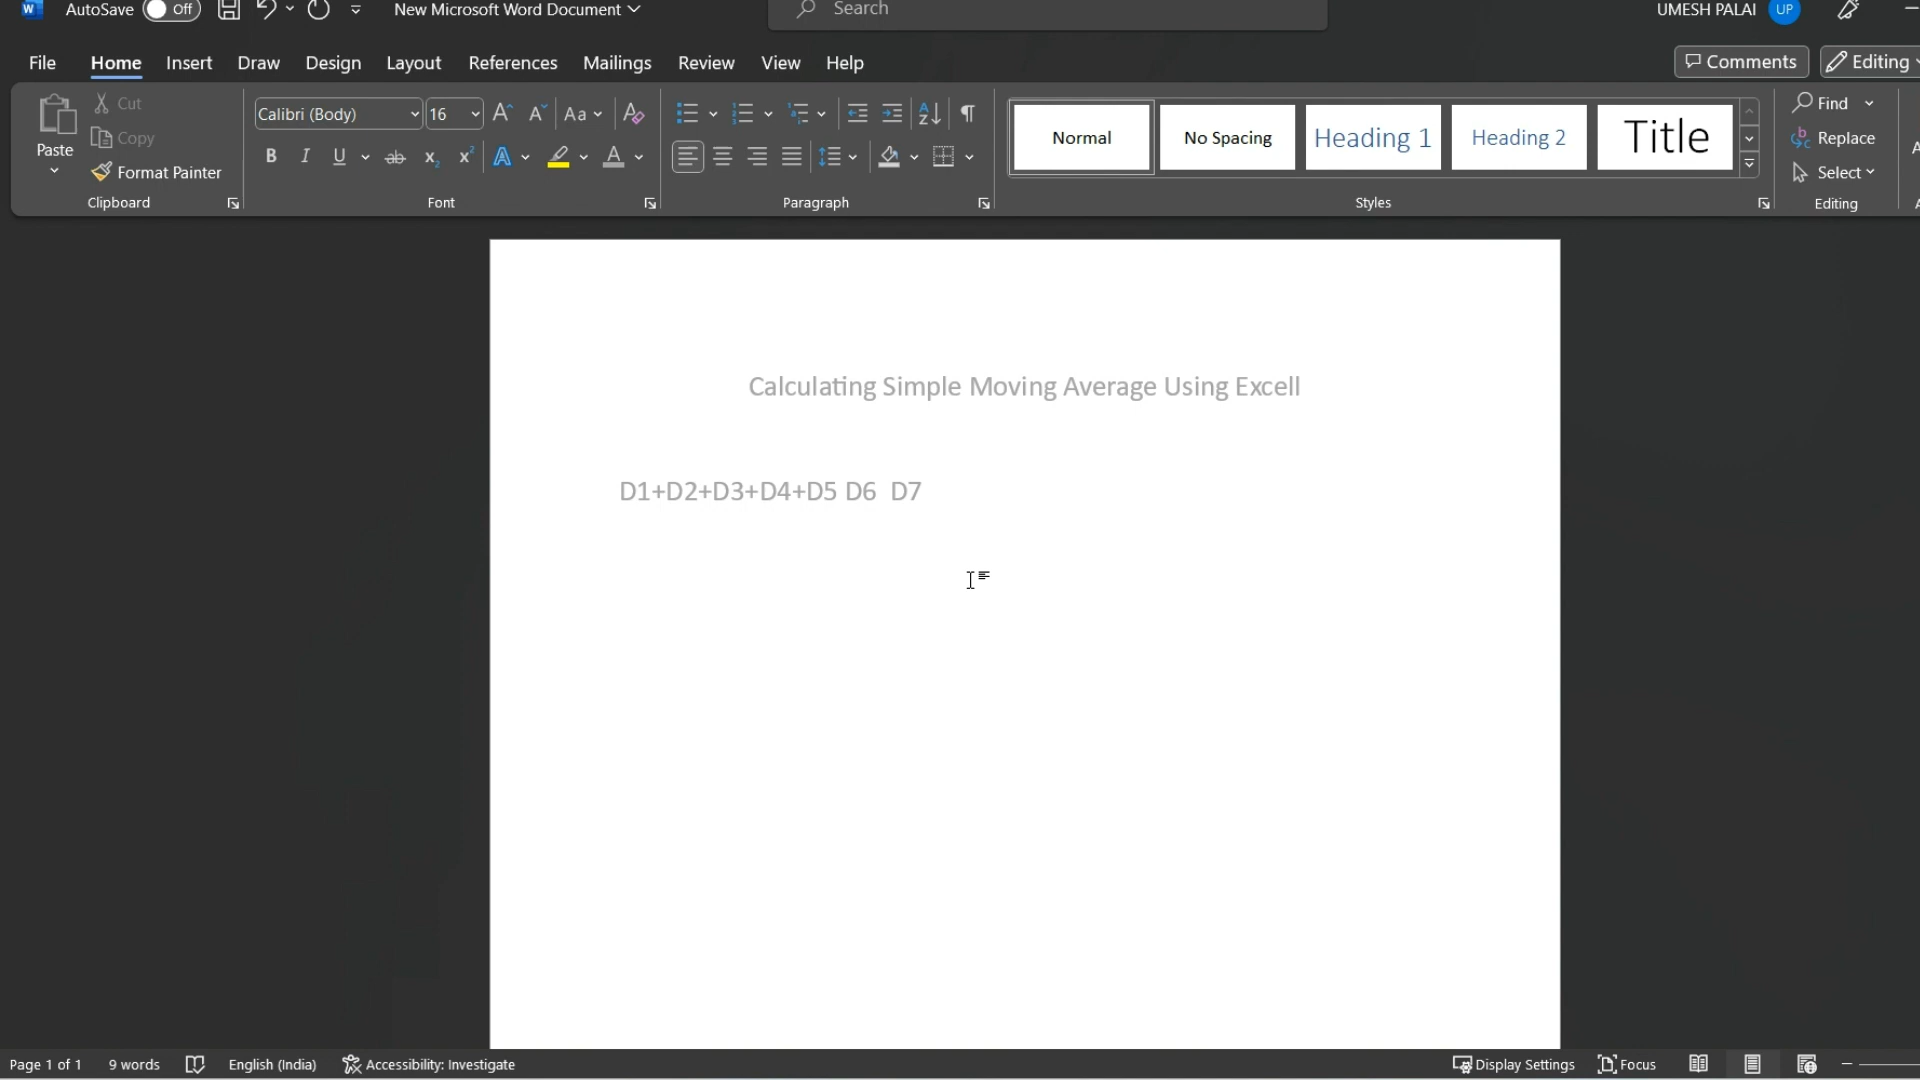 AutoSave Off New Microsoft Word Document Search UMESH PALAI UP
File Home Insert Draw Design Layout References Mailings Review View Help Comments Editing
Paste Cut Copy Format Painter Clipboard
Calibri (Body) 16 Aa Font
Paragraph
Normal No Spacing Heading 1 Heading 2 Title Styles
Find Replace Select Editing
Calculating Simple Moving Average Using Excell
D1+D2+D3+D4+D5 D6  D7
Page 1 of 1 9 words English (India) Accessibility: Investigate Display Settings Focus